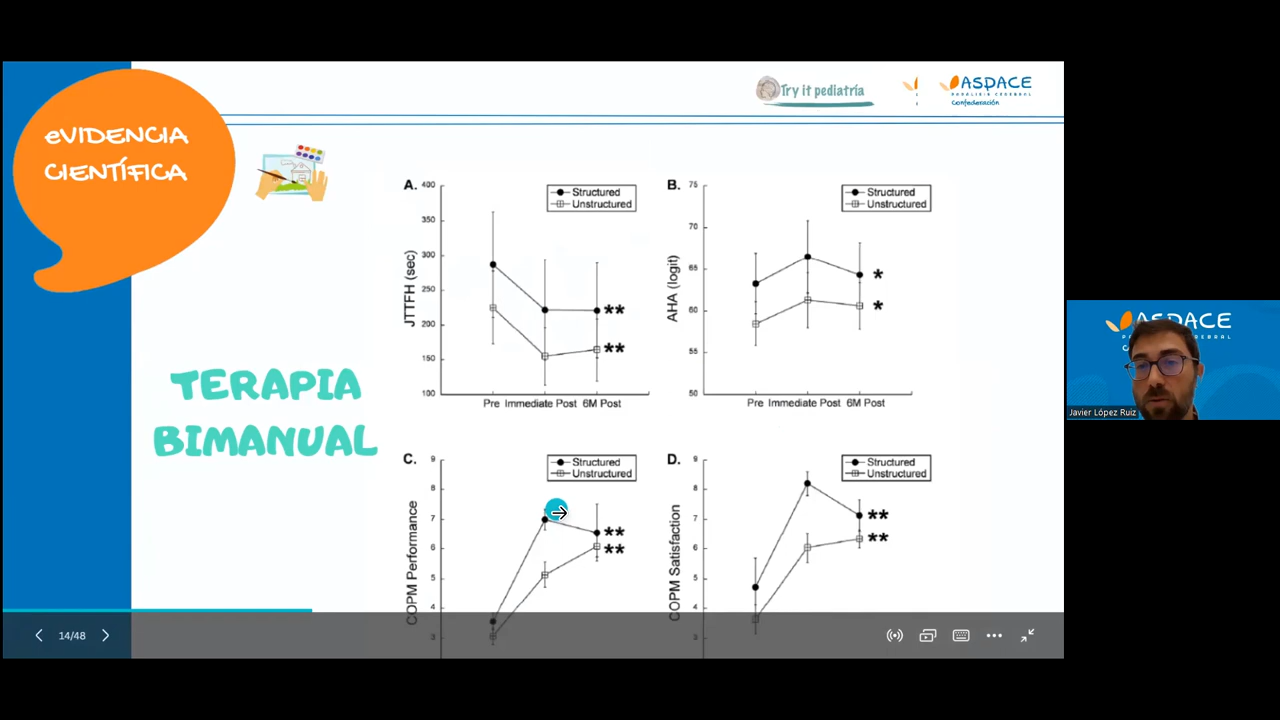 eVIDENCIA
CIENTÍFICA
Try it pediatría
ASPACE
PARÁLISIS CEREBRAL
Confederación
TERAPIA
BIMANUAL
A.
400
350
300
250
200
150
100
JTTFH (sec)
Structured
Unstructured
**
**
Pre Immediate Post 6M Post
B.
75
70
65
60
55
50
AHA (logit)
Structured
Unstructured
*
*
Pre Immediate Post 6M Post
C.
9
8
7
6
5
4
3
COPM Performance
Structured
Unstructured
**
**
D.
9
8
7
6
5
4
3
COPM Satisfaction
Structured
Unstructured
**
**
14/48
ASPACE
Javier López Ruiz